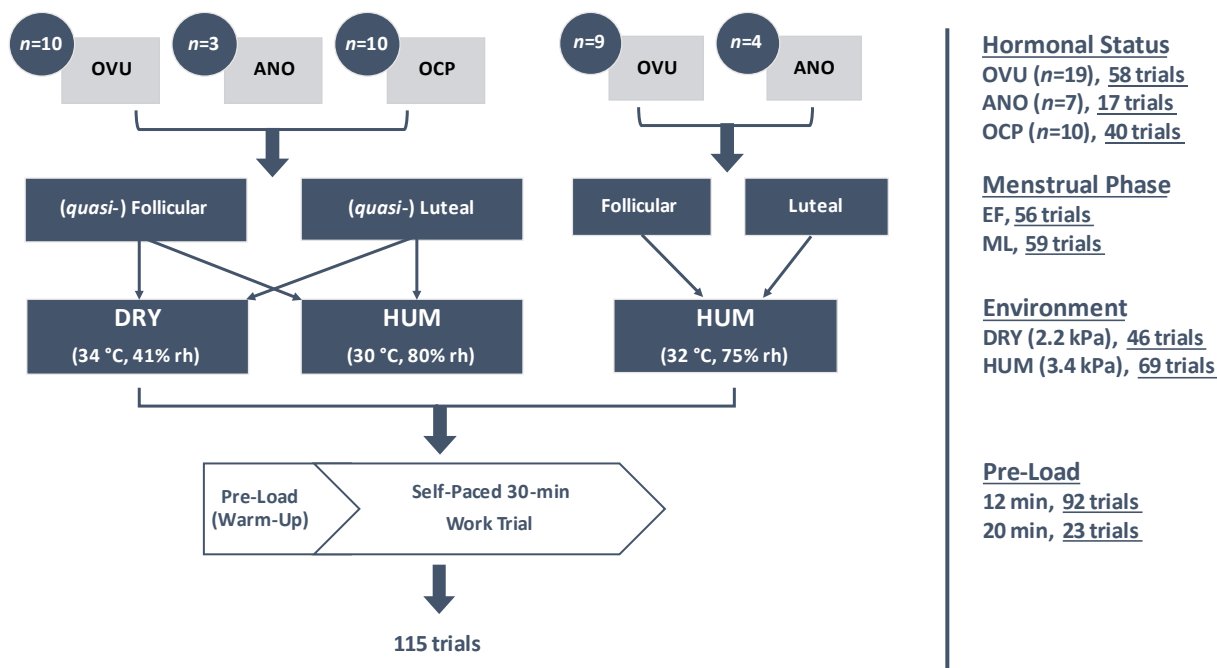 n=10
OVU
n=3
ANO
n=10
OCP
n=9
OVU
n=4
ANO
(quasi-) Follicular
(quasi-) Luteal
Follicular
Luteal
DRY
(34 °C, 41% rh)
HUM
(30 °C, 80% rh)
HUM
(32 °C, 75% rh)
Pre-Load
(Warm-Up)
Self-Paced 30-min
Work Trial
115 trials
Hormonal Status
OVU (n=19), 58 trials
ANO (n=7), 17 trials
OCP (n=10), 40 trials
Menstrual Phase
EF, 56 trials
ML, 59 trials
Environment
DRY (2.2 kPa), 46 trials
HUM (3.4 kPa), 69 trials
Pre-Load
12 min, 92 trials
20 min, 23 trials